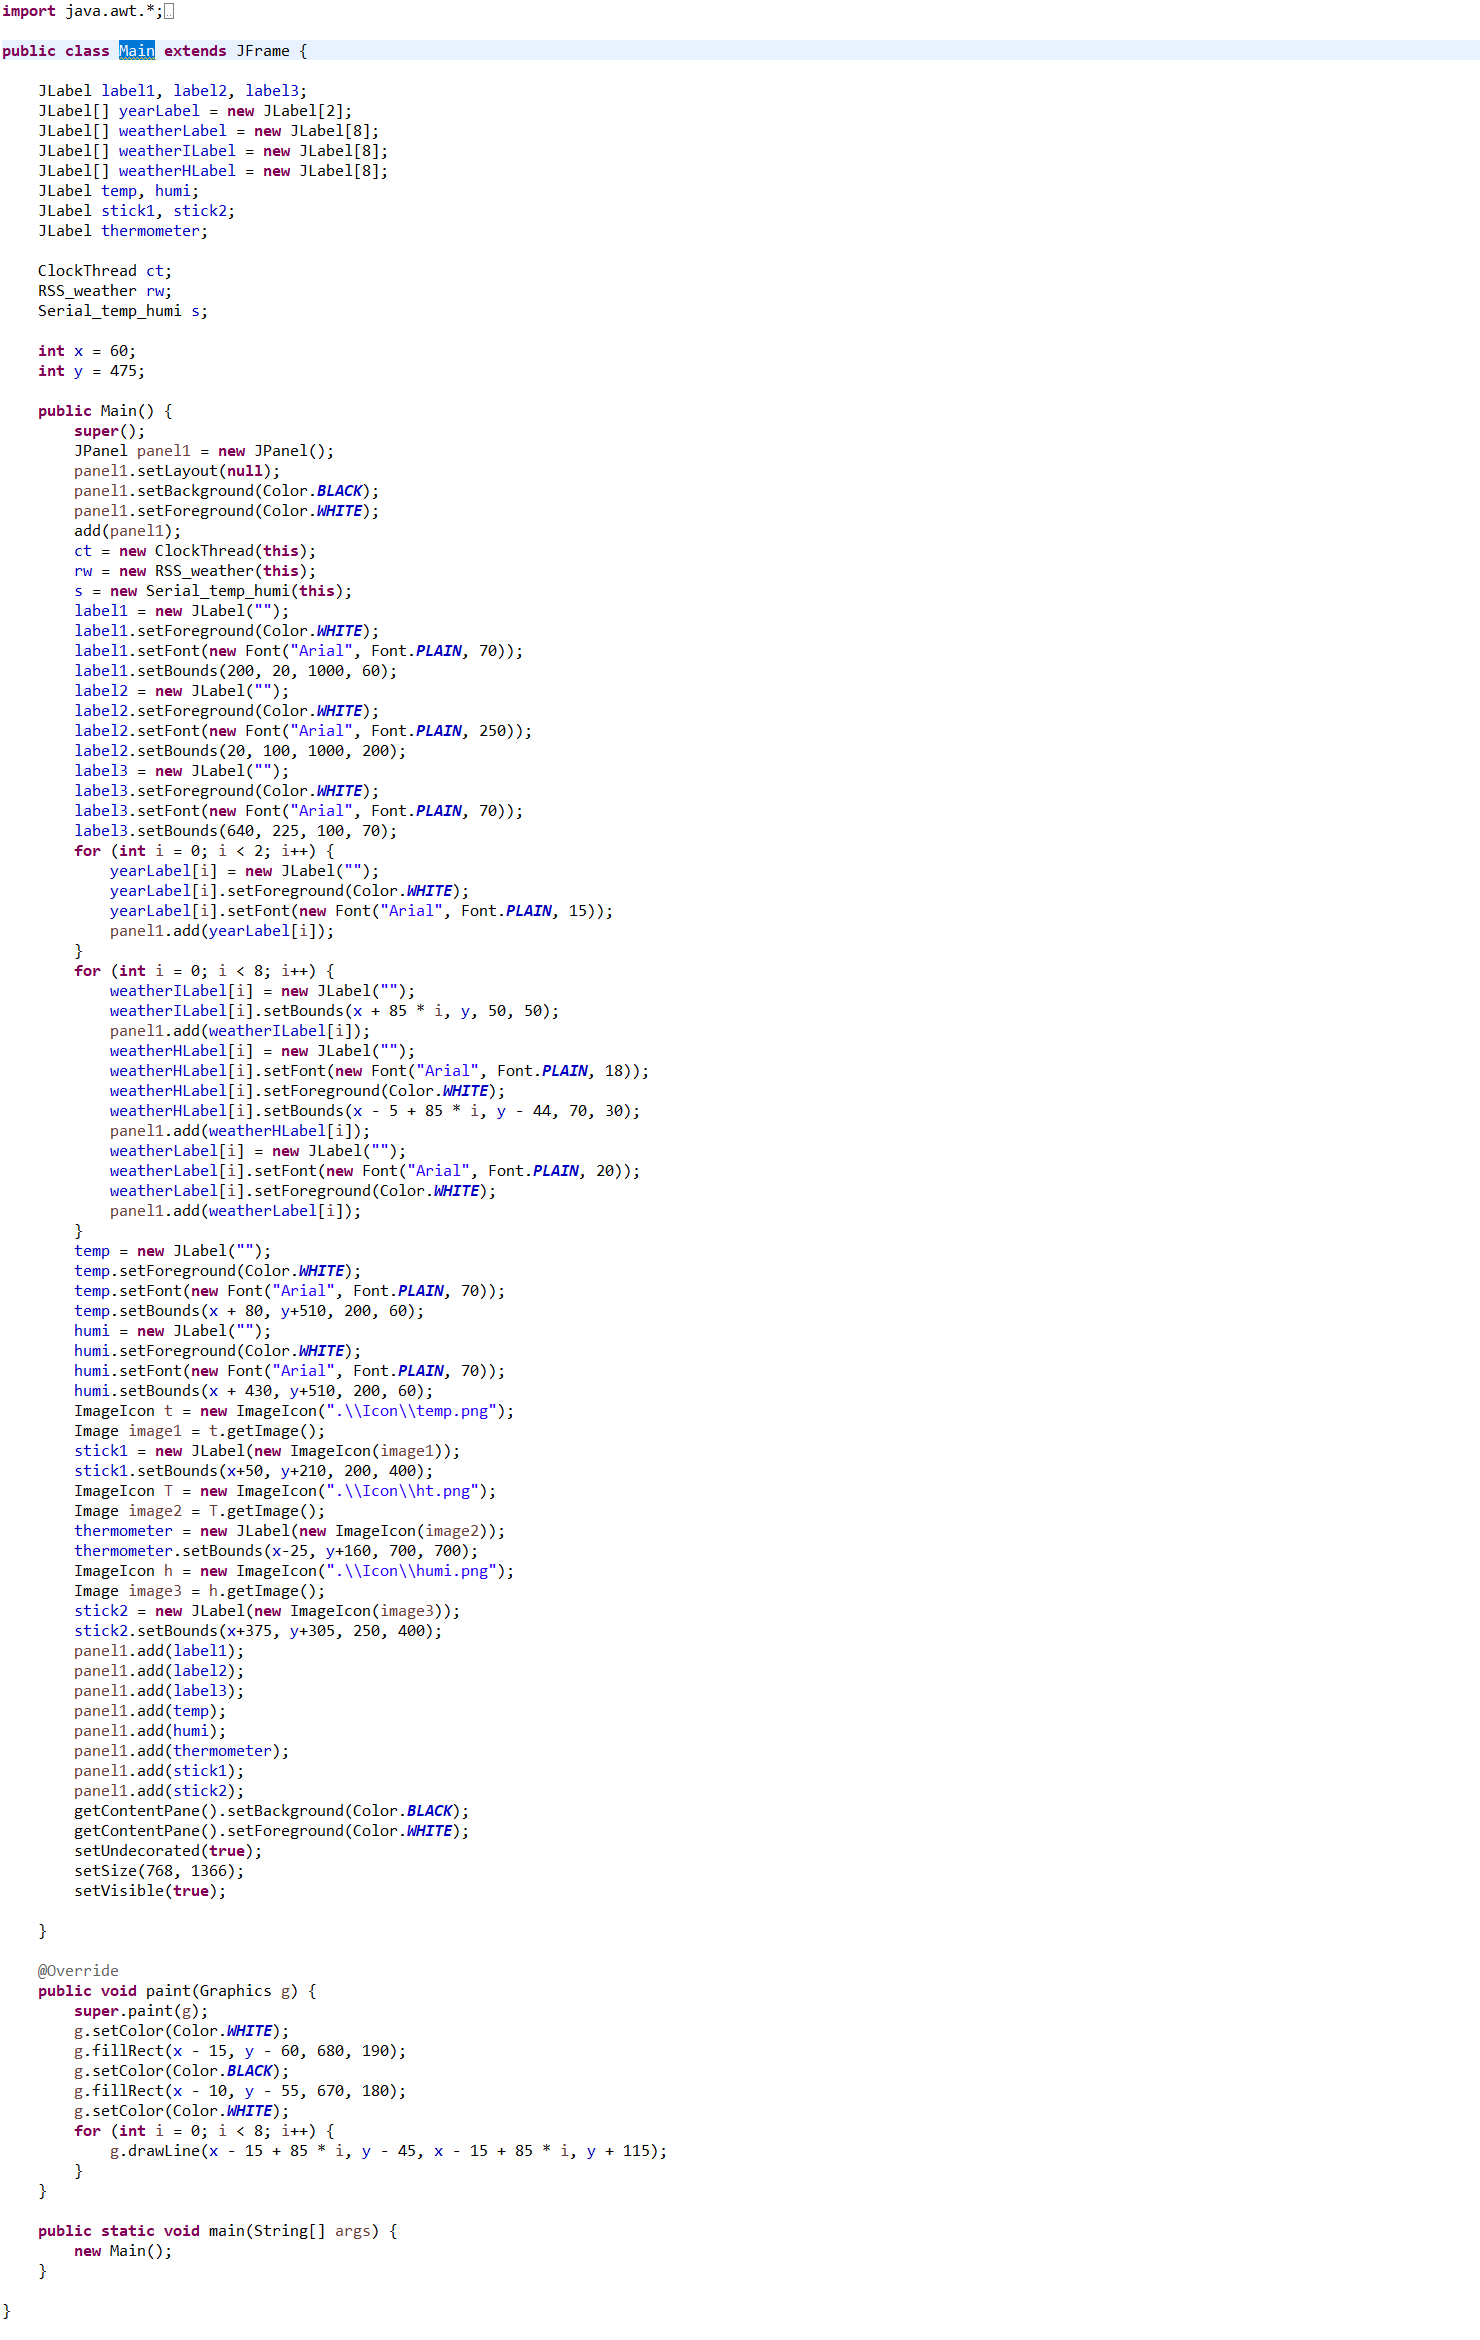 import java.awt.*;
public class Main extends JFrame {
JLabel label1, label2, label3;
JLabel[] yearLabel = new JLabel[2];
JLabel[] weatherLabel = new JLabel[8];
JLabel[] weatherILabel = new JLabel[8];
JLabel[] weatherHLabel = new JLabel[8];
JLabel temp, humi;
JLabel stick1, stick2;
JLabel thermometer;
ClockThread ct;
RSS_weather rw;
Serial_temp_humi s;
int x = 60;
int y = 475;
public Main() {
super();
JPanel panel1 = new JPanel();
panel1.setLayout(null);
panel1.setBackground(Color.BLACK);
panel1.setForeground(Color.WHITE);
add(panel1);
ct = new ClockThread(this);
rw = new RSS_weather(this);
s = new Serial_temp_humi(this);
label1 = new JLabel("");
label1.setForeground(Color.WHITE);
label1.setFont(new Font("Arial", Font.PLAIN, 70));
label1.setBounds(200, 20, 1000, 60);
label2 = new JLabel("");
label2.setForeground(Color.WHITE);
label2.setFont(new Font("Arial", Font.PLAIN, 250));
label2.setBounds(20, 100, 1000, 200);
label3 = new JLabel("");
label3.setForeground(Color.WHITE);
label3.setFont(new Font("Arial", Font.PLAIN, 70));
label3.setBounds(640, 225, 100, 70);
for (int i = 0; i < 2; i++) {
yearLabel[i] = new JLabel("");
yearLabel[i].setForeground(Color.WHITE);
yearLabel[i].setFont(new Font("Arial", Font.PLAIN, 15));
panel1.add(yearLabel[i]);
}
for (int i = 0; i < 8; i++) {
weatherILabel[i] = new JLabel("");
weatherILabel[i].setBounds(x + 85 * i, y, 50, 50);
panel1.add(weatherILabel[i]);
weatherHLabel[i] = new JLabel("");
weatherHLabel[i].setFont(new Font("Arial", Font.PLAIN, 18));
weatherHLabel[i].setForeground(Color.WHITE);
weatherHLabel[i].setBounds(x - 5 + 85 * i, y - 44, 70, 30);
panel1.add(weatherHLabel[i]);
weatherLabel[i] = new JLabel("");
weatherLabel[i].setFont(new Font("Arial", Font.PLAIN, 20));
weatherLabel[i].setForeground(Color.WHITE);
panel1.add(weatherLabel[i]);
}
temp = new JLabel("");
temp.setForeground(Color.WHITE);
temp.setFont(new Font("Arial", Font.PLAIN, 70));
temp.setBounds(x + 80, y+510, 200, 60);
humi = new JLabel("");
humi.setForeground(Color.WHITE);
humi.setFont(new Font("Arial", Font.PLAIN, 70));
humi.setBounds(x + 430, y+510, 200, 60);
ImageIcon t = new ImageIcon(".\\Icon\\temp.png");
Image image1 = t.getImage();
stick1 = new JLabel(new ImageIcon(image1));
stick1.setBounds(x+50, y+210, 200, 400);
ImageIcon T = new ImageIcon(".\\Icon\\ht.png");
Image image2 = T.getImage();
thermometer = new JLabel(new ImageIcon(image2));
thermometer.setBounds(x-25, y+160, 700, 700);
ImageIcon h = new ImageIcon(".\\Icon\\humi.png");
Image image3 = h.getImage();
stick2 = new JLabel(new ImageIcon(image3));
stick2.setBounds(x+375, y+305, 250, 400);
panel1.add(label1);
panel1.add(label2);
panel1.add(label3);
panel1.add(temp);
panel1.add(humi);
panel1.add(thermometer);
panel1.add(stick1);
panel1.add(stick2);
getContentPane().setBackground(Color.BLACK);
getContentPane().setForeground(Color.WHITE);
setUndecorated(true);
setSize(768, 1366);
setVisible(true);
}
@Override
public void paint(Graphics g) {
super.paint(g);
g.setColor(Color.WHITE);
g.fillRect(x - 15, y - 60, 680, 190);
g.setColor(Color.BLACK);
g.fillRect(x - 10, y - 55, 670, 180);
g.setColor(Color.WHITE);
for (int i = 0; i < 8; i++) {
g.drawLine(x - 15 + 85 * i, y - 45, x - 15 + 85 * i, y + 115);
}
}
public static void main(String[] args) {
new Main();
}
}